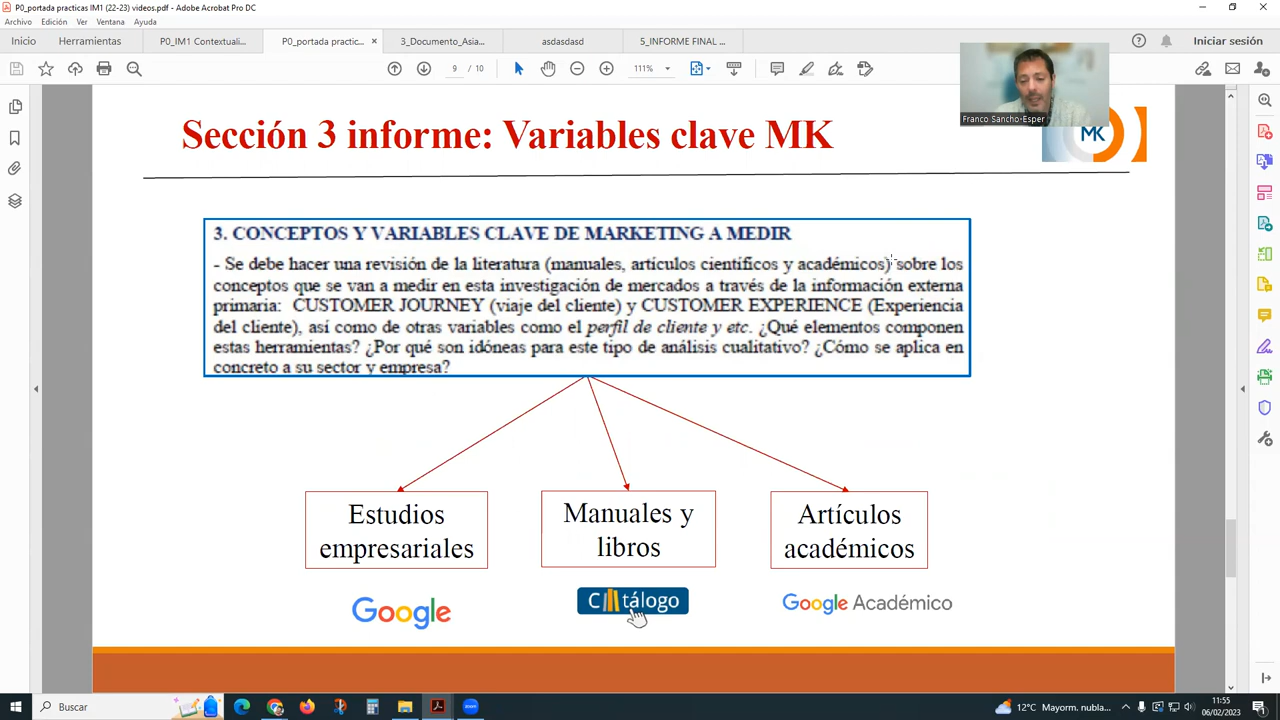 P0_portada practicas IM1 (22-23) videos.pdf - Adobe Acrobat Pro DC
Archivo Edición Ver Ventana Ayuda
Inicio Herramientas P0_IM1 Contextuali... P0_portada practic... × 3_Documento_Asia... asdasdasd 5_INFORME FINAL ... Iniciar sesión
9 / 10 111%
Franco Sancho-Esper
MK
Sección 3 informe: Variables clave MK
3. CONCEPTOS Y VARIABLES CLAVE DE MARKETING A MEDIR
- Se debe hacer una revisión de la literatura (manuales, artículos científicos y académicos) sobre los
conceptos que se van a medir en esta investigación de mercados a través de la información externa
primaria: CUSTOMER JOURNEY (viaje del cliente) y CUSTOMER EXPERIENCE (Experiencia
del cliente), así como de otras variables como el perfil de cliente y etc. ¿Qué elementos componen
estas herramientas? ¿Por qué son idóneas para este tipo de análisis cualitativo? ¿Cómo se aplica en
concreto a su sector y empresa?
Estudios
empresariales
Manuales y
libros
Artículos
académicos
Google
Catálogo
Google Académico
Buscar
12°C Mayorm. nubla...
11:55
06/02/2023